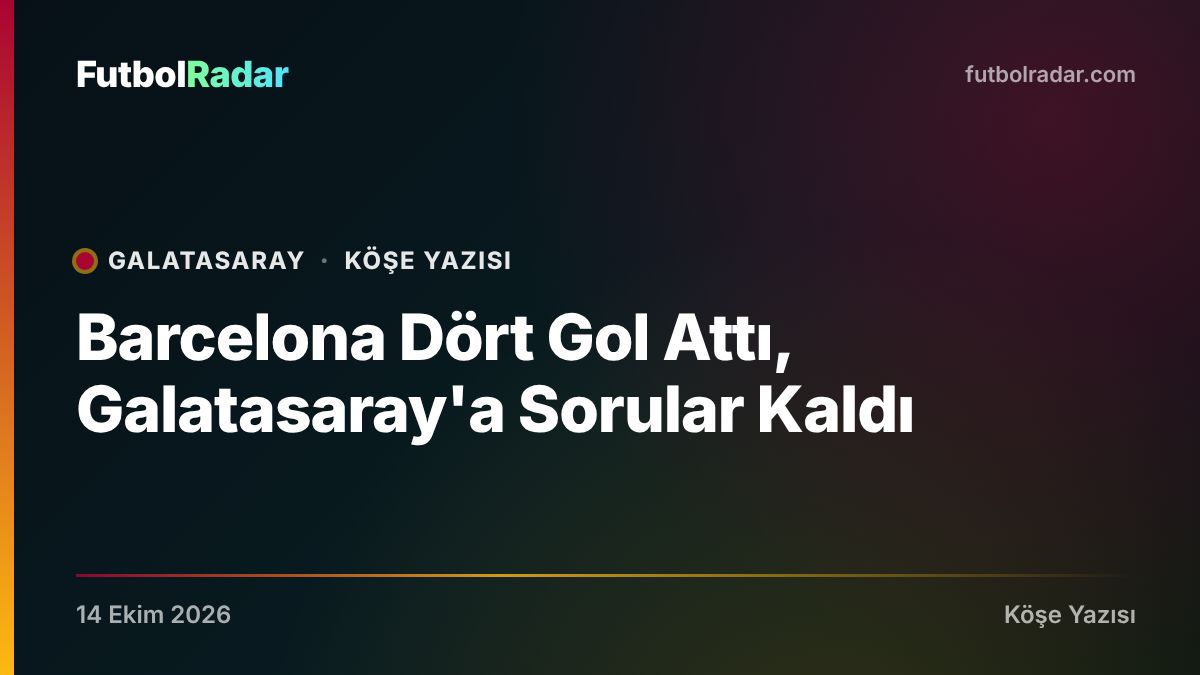 FutbolRadar
futbolradar.com
GALATASARAY · KÖŞE YAZISI
Barcelona Dört Gol Attı,
Galatasaray'a Sorular Kaldı
14 Ekim 2026
Köşe Yazısı